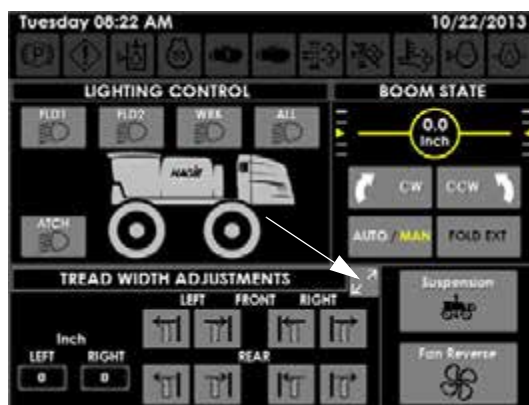 Tuesday 08:22 AM 10/22/2013
(P)
LIGHTING CONTROL
BOOM STATE
FLD1 FLD2 WRK ALL
0.0
Inch
HAGIE
CW CCW
ATCH
AUTO / MAN FOLD EXT
TREAD WIDTH ADJUSTMENTS
LEFT FRONT RIGHT
Suspension
Inch
LEFT RIGHT
REAR
Fan Reverse
0 0